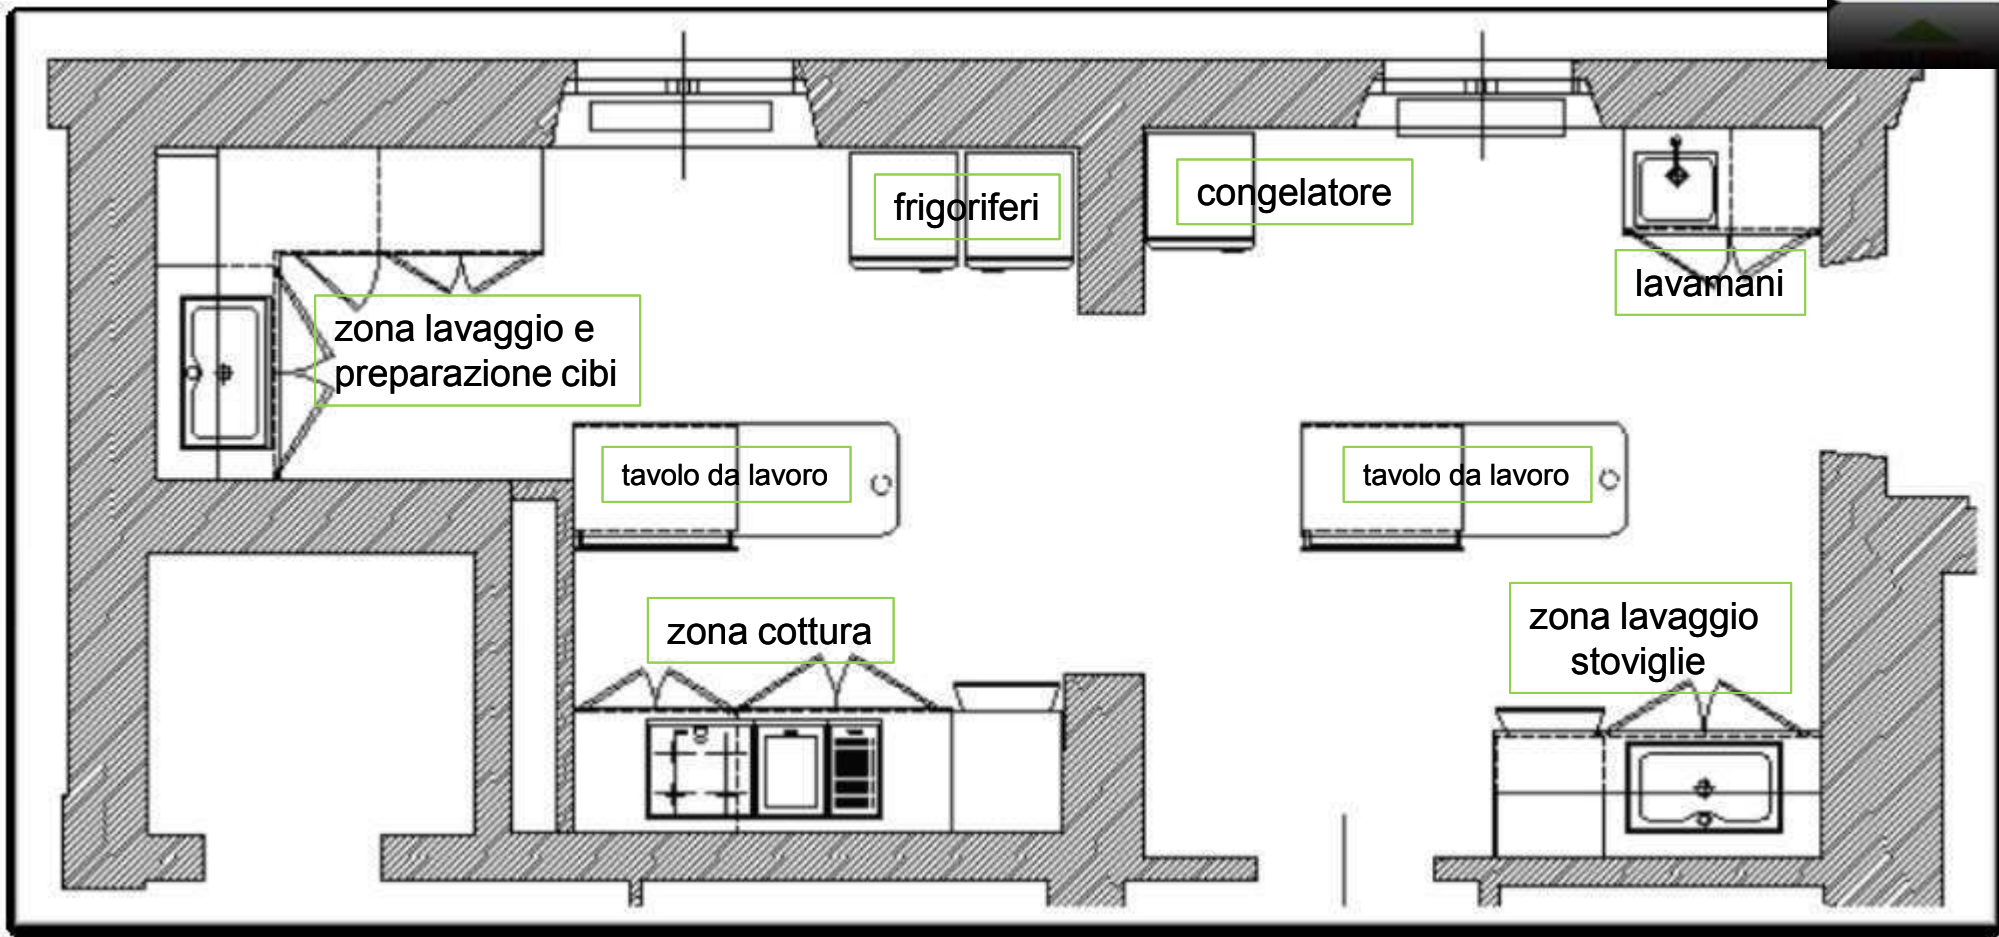 frigoriferi
congelatore
lavamani
zona lavaggio e
preparazione cibi
tavolo da lavoro
tavolo da lavoro
zona cottura
zona lavaggio
stoviglie